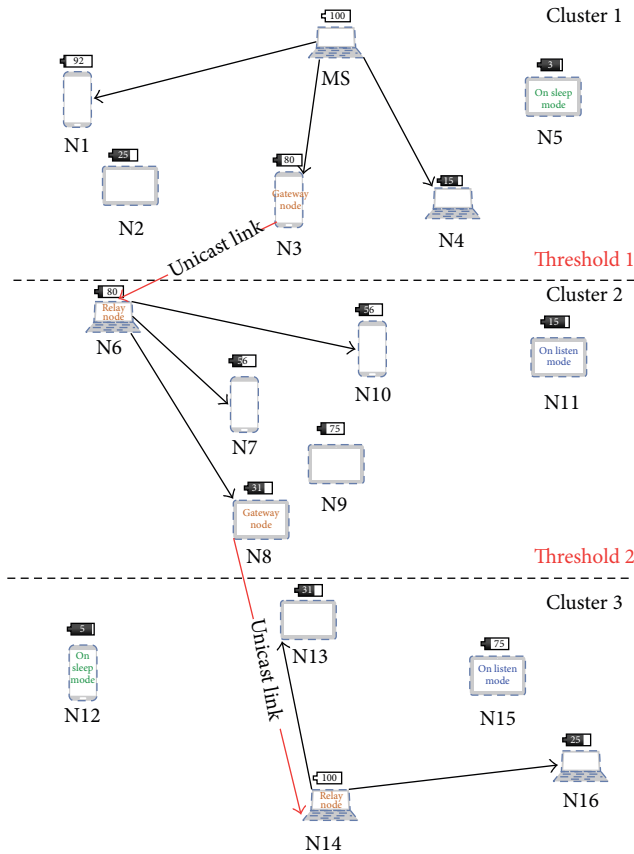 100
Cluster 1
MS
92
N1
3
On sleep
mode
N5
25
N2
80
Gateway
node
N3
15
N4
Unicast link
Threshold 1
Cluster 2
80
Relay
node
N6
56
N10
15
On listen
mode
N11
56
N7
75
N9
31
Gateway
node
N8
Threshold 2
Cluster 3
31
N13
5
On
sleep
mode
N12
Unicast link
75
On listen
mode
N15
25
N16
100
Relay
node
N14